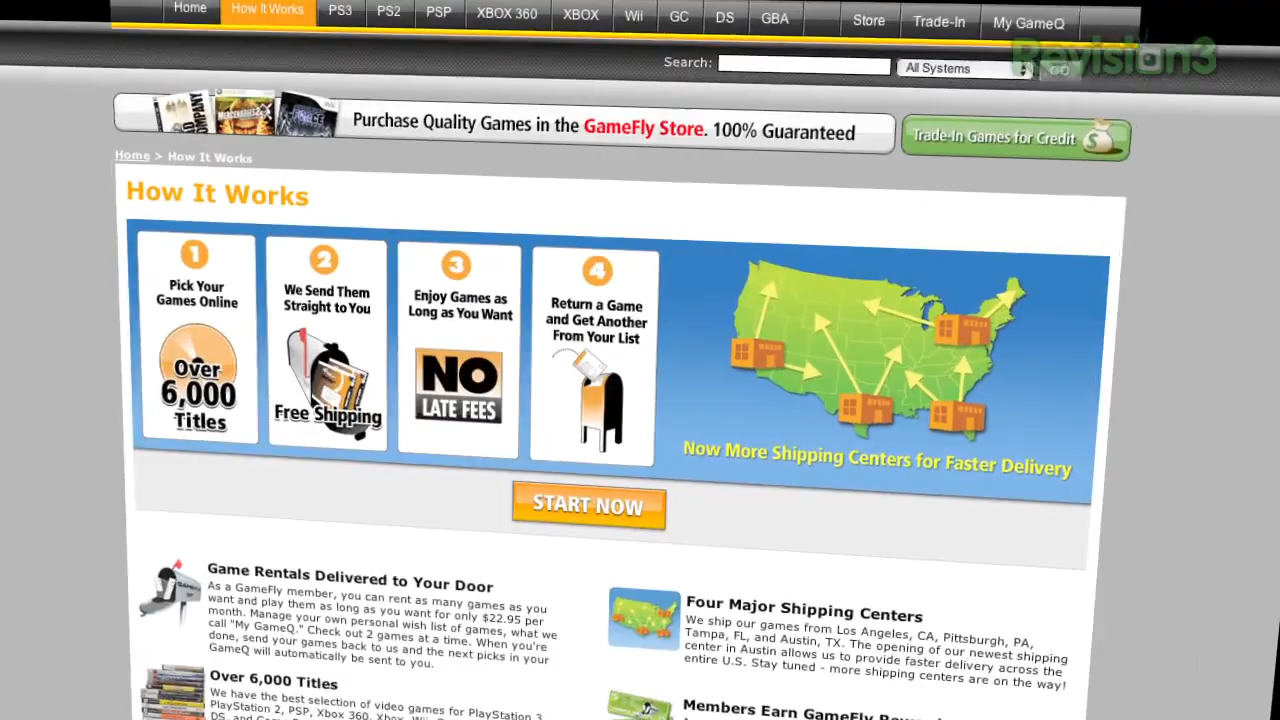 Home How It Works PS3 PS2 PSP XBOX 360 XBOX Wii GC DS GBA Store Trade-In My GameQ
Revision3
Search: All Systems GO
Purchase Quality Games in the GameFly Store. 100% Guaranteed
Trade-In Games for Credit
Home > How It Works
How It Works
1
Pick Your
Games Online
Over
6,000
Titles
2
We Send Them
Straight to You
Free Shipping
3
Enjoy Games as
Long as You Want
NO
LATE FEES
4
Return a Game
and Get Another
From Your List
Now More Shipping Centers for Faster Delivery
START NOW
Game Rentals Delivered to Your Door
As a GameFly member, you can rent as many games as you
want and play them as long as you want for only $22.95 per
month. Manage your own personal wish list of games, what we
call "My GameQ." Check out 2 games at a time. When you're
done, send your games back to us and the next picks in your
GameQ will automatically be sent to you.
Four Major Shipping Centers
We ship our games from Los Angeles, CA, Pittsburgh, PA,
Tampa, FL, and Austin, TX. The opening of our newest shipping
center in Austin allows us to provide faster delivery across the
entire U.S. Stay tuned - more shipping centers are on the way!
Over 6,000 Titles
We have the best selection of video games for PlayStation 3,
PlayStation 2, PSP, Xbox 360, Xbox, Wii,
DS, and
Members Earn GameFly